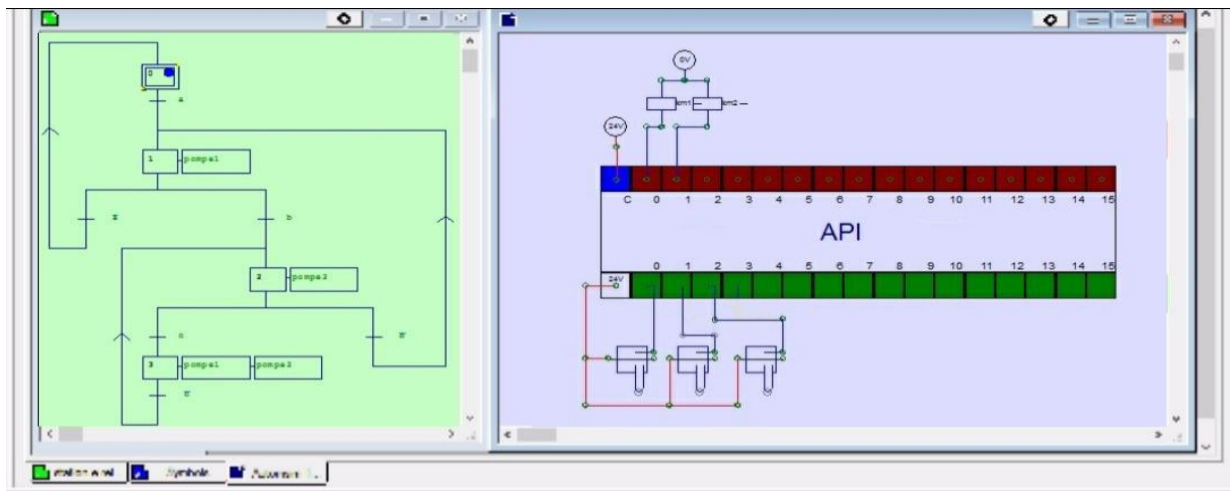 0
a
1 pompe1
b
2 pompe2
c
3 pompe1 pompe2
0V
km1 km2
24V
C 0 1 2 3 4 5 6 7 8 9 10 11 12 13 14 15
API
0 1 2 3 4 5 6 7 8 9 10 11 12 13 14 15
24V
Symbols